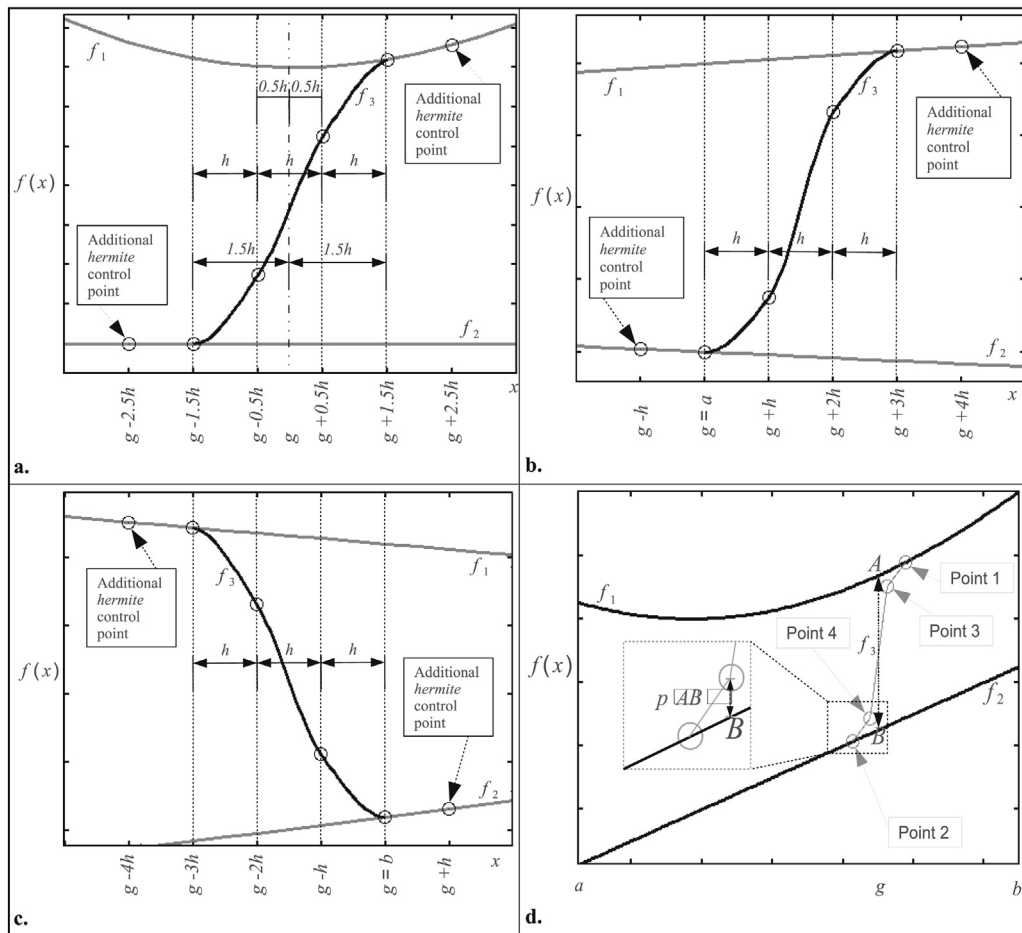 f1
0.5h 0.5h
f3
Additional
hermite
control
point
h h h
f(x)
Additional
hermite
control
point
1.5h 1.5h
f2
x
g-2.5h
g-1.5h
g-0.5h
g
g+0.5h
g+1.5h
g+2.5h
a.
f1
f3
Additional
hermite
control
point
f(x)
h h h
Additional
hermite
control
point
f2
x
g-h
g=a
g+h
g+2h
g+3h
g+4h
b.
f3
f1
Additional
hermite
control
point
f(x)
h h h
Additional
hermite
control
point
f2
x
g-4h
g-3h
g-2h
g-h
g=b
g+h
c.
f1
A
Point 1
Point 4
f3
Point 3
f(x)
p |AB|
B
f2
B
Point 2
a g b
d.